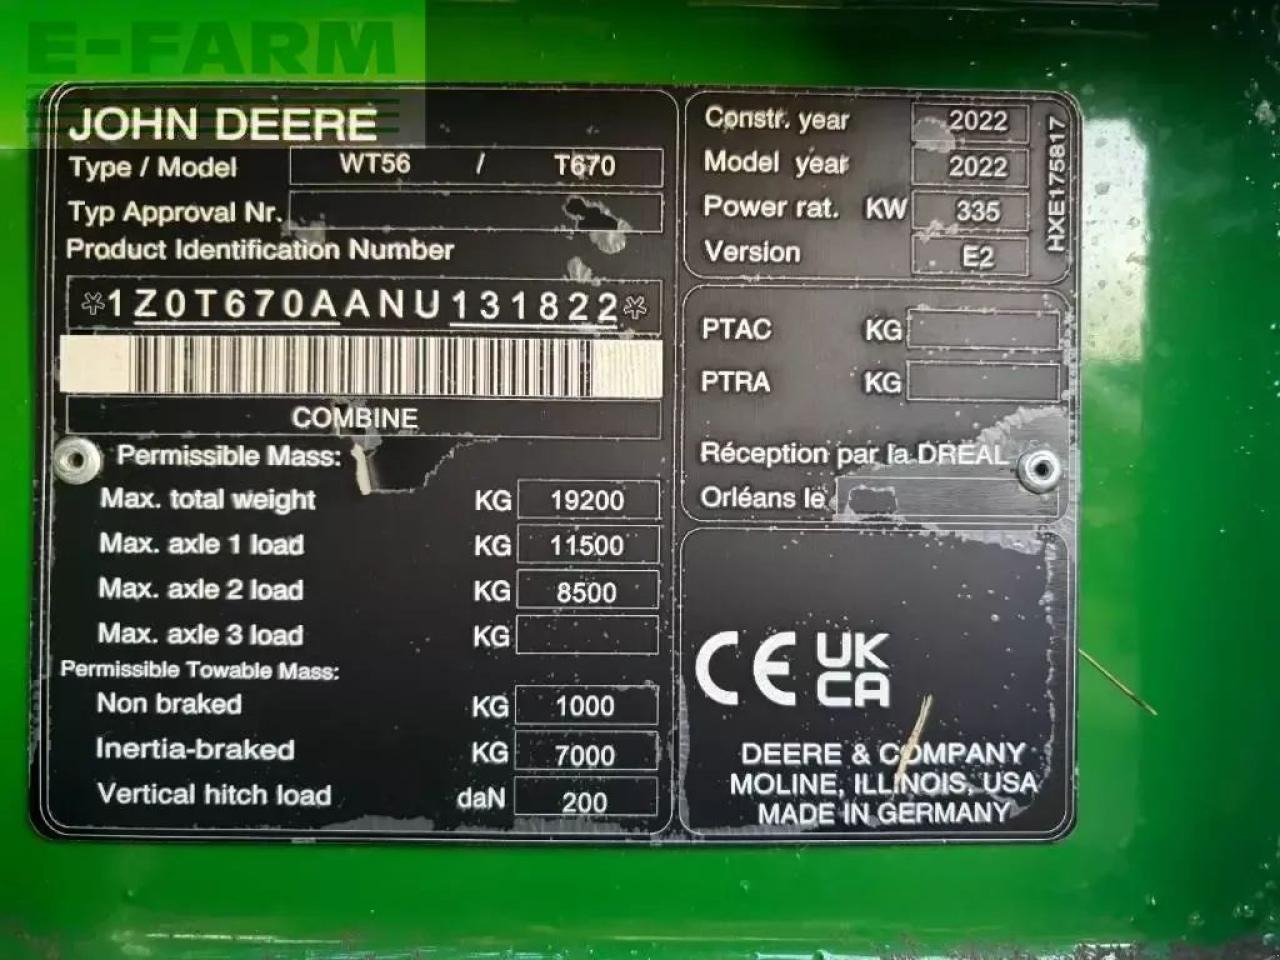 E-FARM
JOHN DEERE
Type / Model WT56 / T670
Typ Approval Nr.
Product Identification Number
*1Z0T670AANU131822*
COMBINE
Permissible Mass:
Max. total weight KG 19200
Max. axle 1 load KG 11500
Max. axle 2 load KG 8500
Max. axle 3 load KG
Permissible Towable Mass:
Non braked KG 1000
Inertia-braked KG 7000
Vertical hitch load daN 200
Constr. year 2022
Model year 2022
Power rat. KW 335
Version E2
HXE175817
PTAC KG
PTRA KG
Réception par la DREAL
Orléans le
CE UK
CA
DEERE & COMPANY
MOLINE, ILLINOIS, USA
MADE IN GERMANY